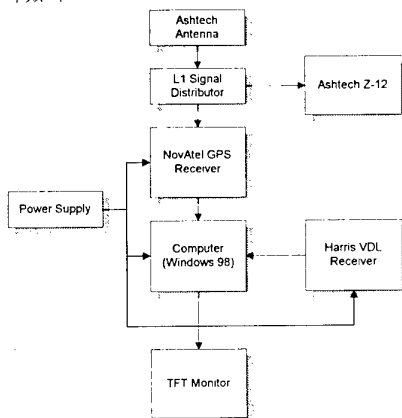 Ashtech
Antenna
L1 Signal
Distributor
Ashtech Z-12
NovAtel GPS
Receiver
Power Supply
Computer
(Windows 98)
Harris VDL
Receiver
TFT Monitor